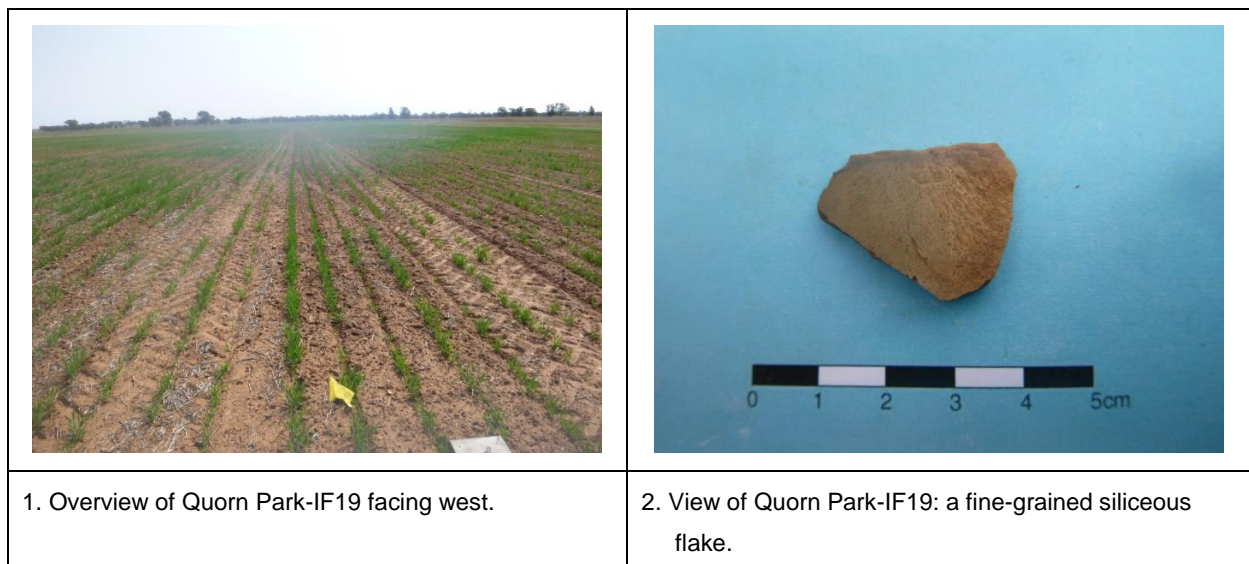 0 1 2 3 4 5cm
1. Overview of Quorn Park-IF19 facing west.
2. View of Quorn Park-IF19: a fine-grained siliceous
flake.